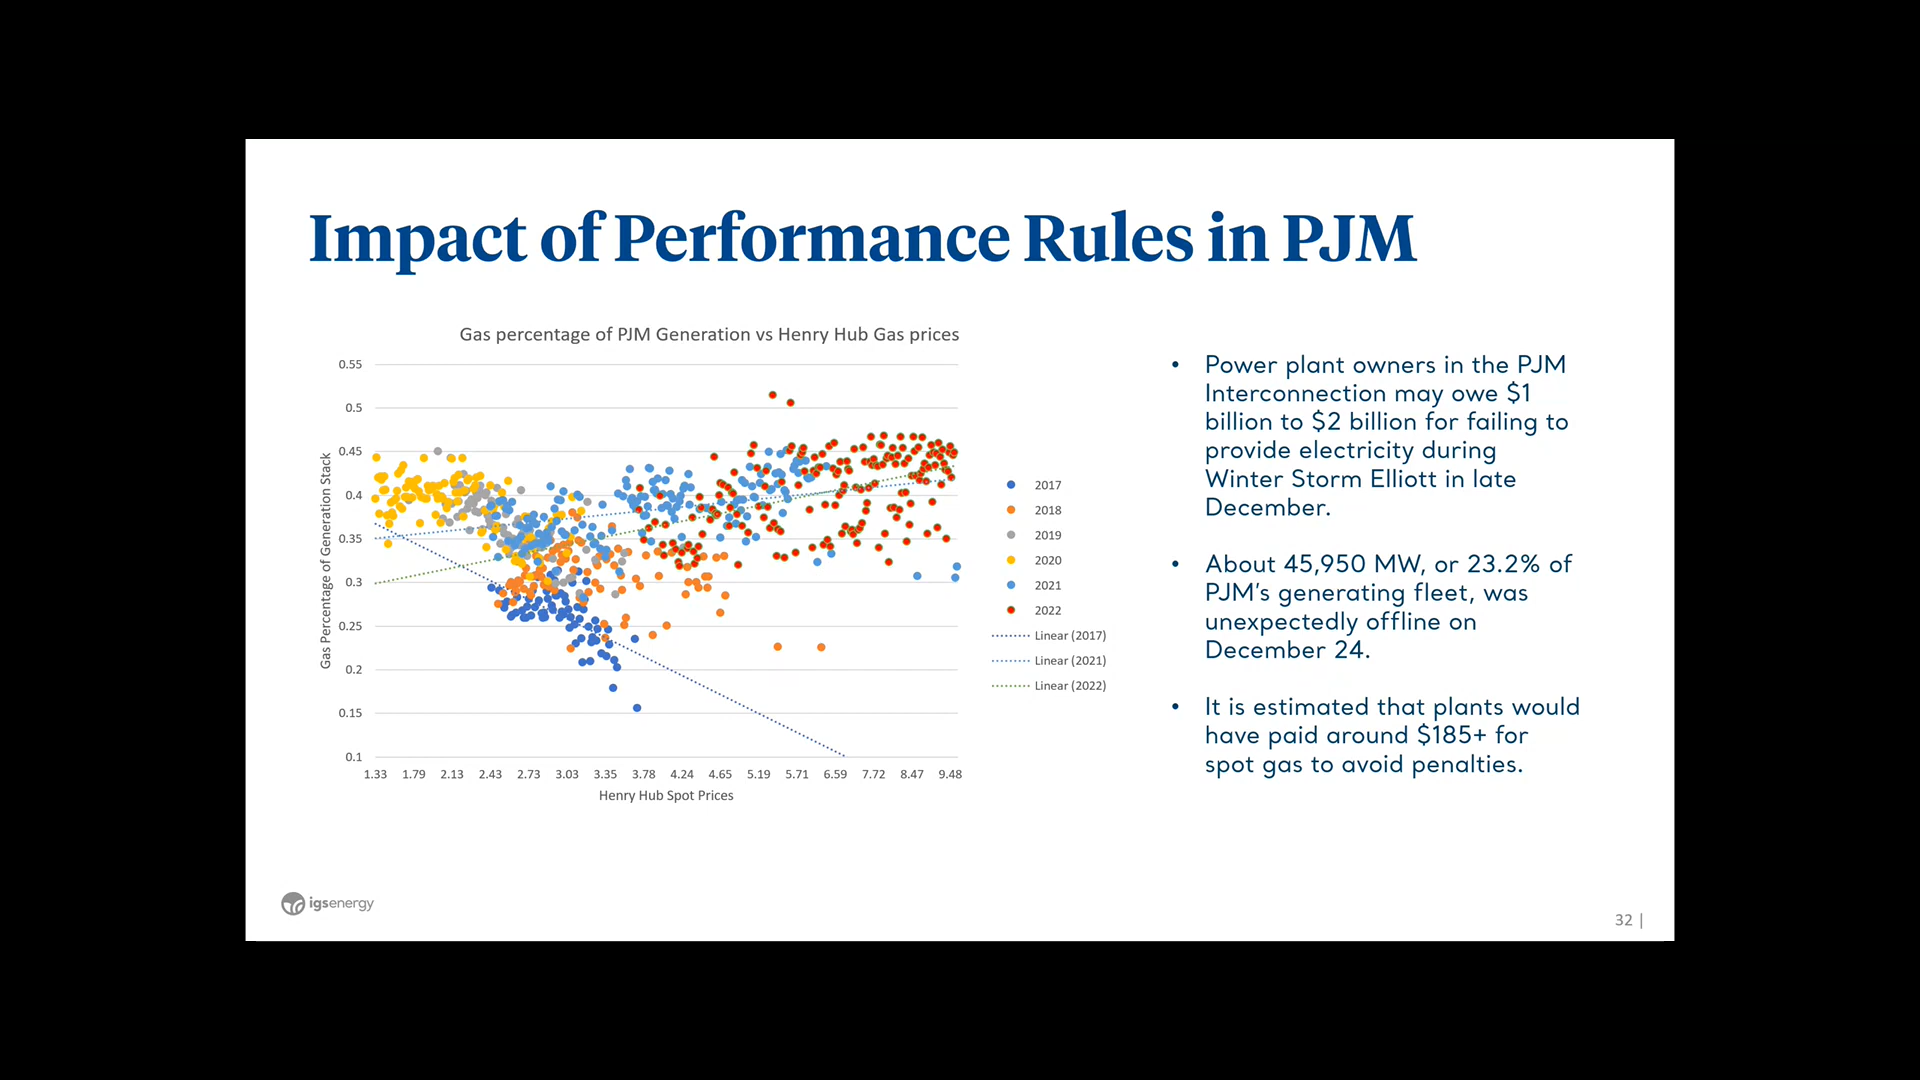 Impact of Performance Rules in PJM
Gas percentage of PJM Generation vs Henry Hub Gas prices
0.55
0.5
0.45
0.4
0.35
0.3
0.25
0.2
0.15
0.1
Gas Percentage of Generation Stack
1.33 1.79 2.13 2.43 2.73 3.03 3.35 3.78 4.24 4.65 5.19 5.71 6.59 7.72 8.47 9.48
Henry Hub Spot Prices
2017
2018
2019
2020
2021
2022
Linear (2017)
Linear (2021)
Linear (2022)
• Power plant owners in the PJM
Interconnection may owe $1
billion to $2 billion for failing to
provide electricity during
Winter Storm Elliott in late
December.
• About 45,950 MW, or 23.2% of
PJM's generating fleet, was
unexpectedly offline on
December 24.
• It is estimated that plants would
have paid around $185+ for
spot gas to avoid penalties.
igsenergy
32 |